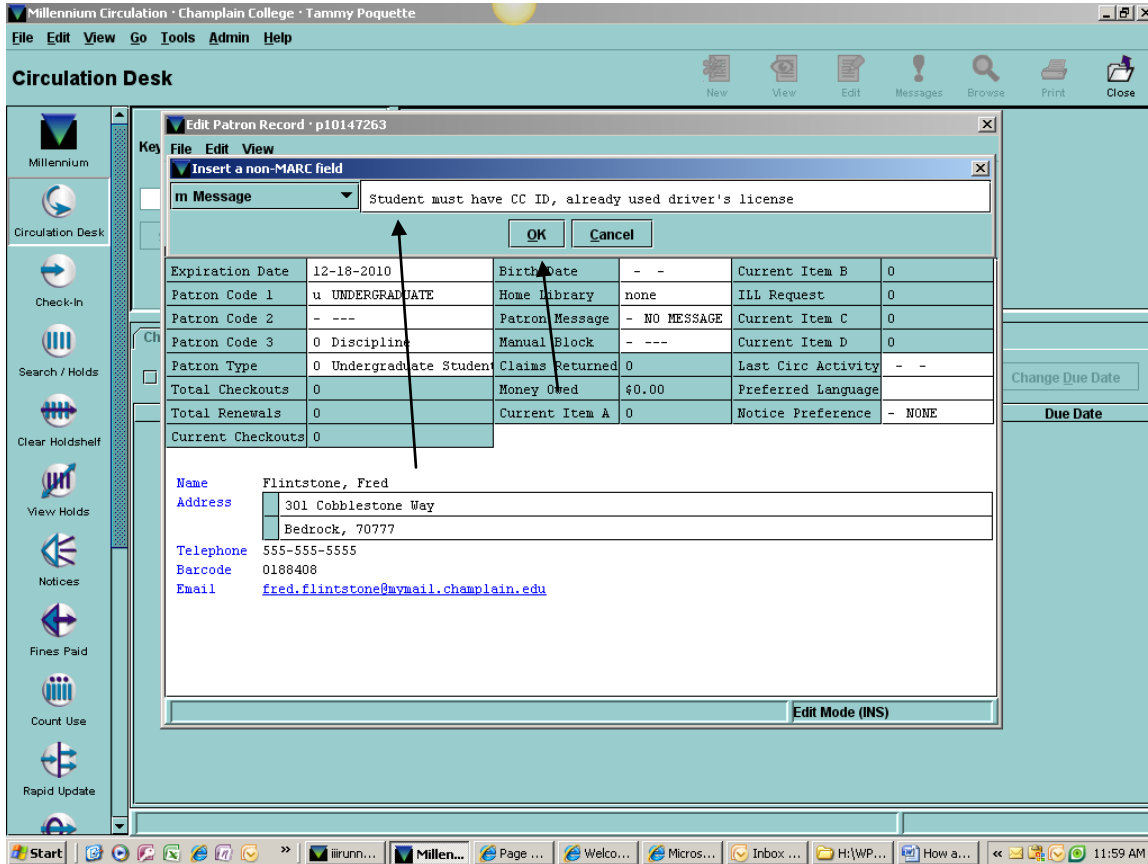 Millennium Circulation · Champlain College · Tammy Poquette
File Edit View Go Tools Admin Help
Circulation Desk
New View Edit Messages Browse Print Close
Millennium
Circulation Desk
Check-In
Search / Holds
Clear Holdshelf
View Holds
Notices
Fines Paid
Count Use
Rapid Update
Key
Edit Patron Record · p10147263
File Edit View
Insert a non-MARC field
m Message Student must have CC ID, already used driver's license
OK Cancel
Expiration Date 12-18-2010 Birth Date - - Current Item B 0
Patron Code 1 u UNDERGRADUATE Home Library none ILL Request 0
Patron Code 2 - --- Patron Message - NO MESSAGE Current Item C 0
Patron Code 3 0 Discipline Manual Block - --- Current Item D 0
Patron Type 0 Undergraduate Student Claims Returned 0 Last Circ Activity - -
Total Checkouts 0 Money Owed $0.00 Preferred Language
Total Renewals 0 Current Item A 0 Notice Preference - NONE
Current Checkouts 0
Name Flintstone, Fred
Address 301 Cobblestone Way
Bedrock, 70777
Telephone 555-555-5555
Barcode 0188408
Email fred.flintstone@mymail.champlain.edu
Edit Mode (INS)
Ch
Change Due Date
Due Date
Start » iiirunn... Millen... Page ... Welco... Micros... Inbox ... H:\WP... How a... « 11:59 AM